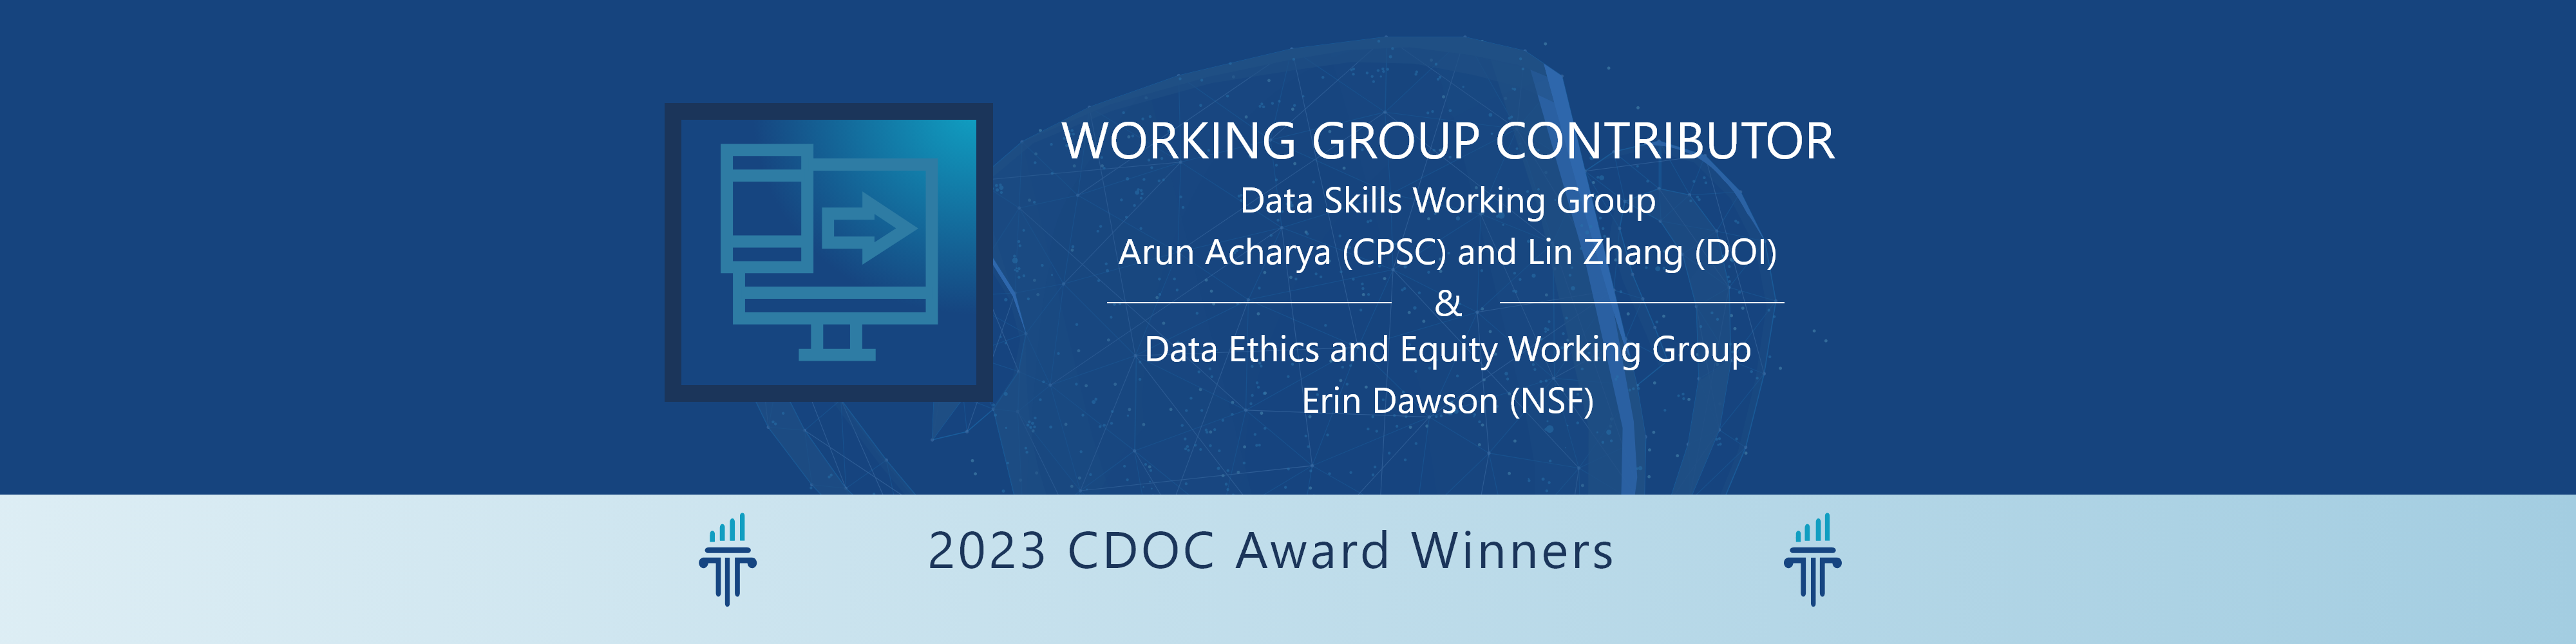 WORKING GROUP CONTRIBUTOR
Data Skills Working Group
Arun Acharya (CPSC) and Lin Zhang (DOI)
&
Data Ethics and Equity Working Group
Erin Dawson (NSF)
2023 CDOC Award Winners